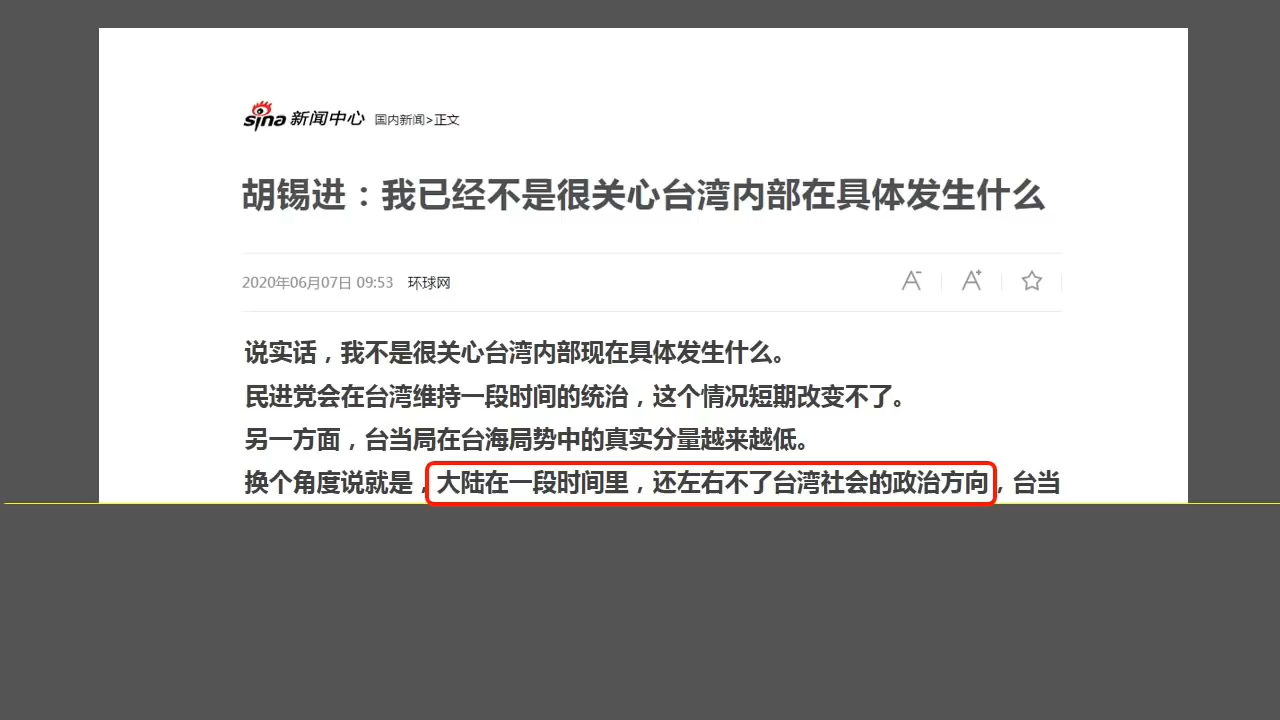 sina 新闻中心 国内新闻>正文
胡锡进：我已经不是很关心台湾内部在具体发生什么
2020年06月07日 09:53 环球网 A- A+
说实话，我不是很关心台湾内部现在具体发生什么。
民进党会在台湾维持一段时间的统治，这个情况短期改变不了。
另一方面，台当局在台海局势中的真实分量越来越低。
换个角度说就是，大陆在一段时间里，还左右不了台湾社会的政治方向，台当